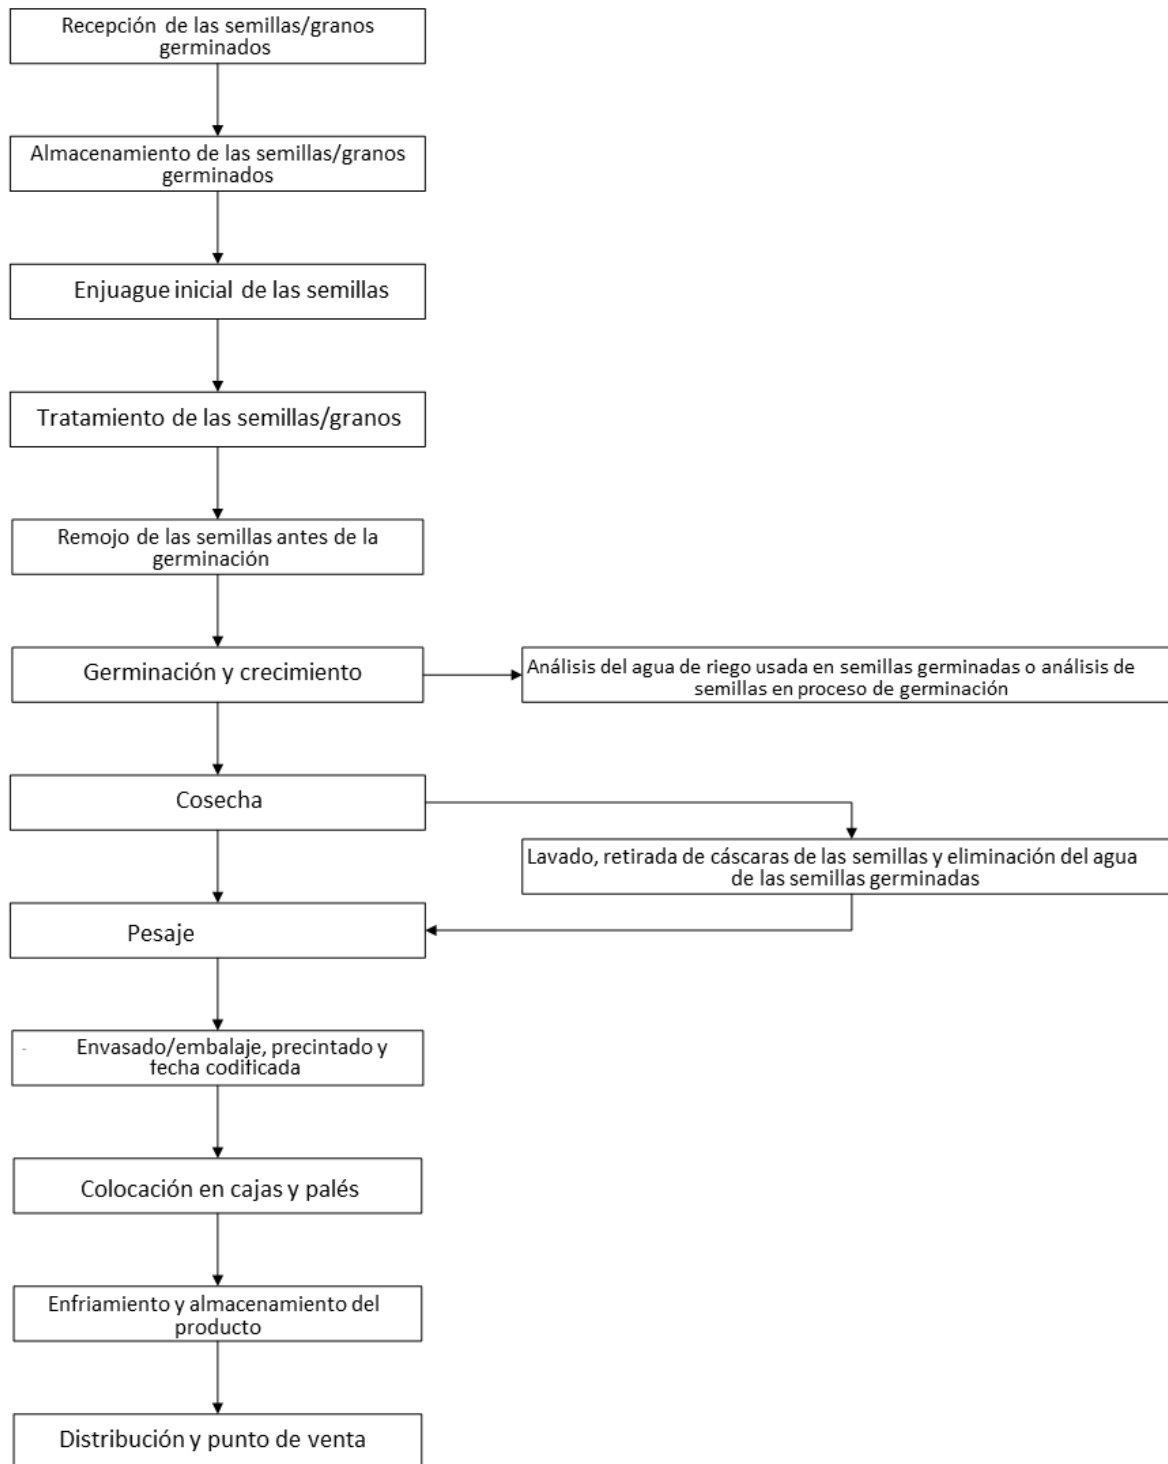 Recepción de las semillas/granos
germinados
Almacenamiento de las semillas/granos
germinados
Enjuague inicial de las semillas
Tratamiento de las semillas/granos
Remojo de las semillas antes de la
germinación
Germinación y crecimiento
Análisis del agua de riego usada en semillas germinadas o análisis de
semillas en proceso de germinación
Cosecha
Lavado, retirada de cáscaras de las semillas y eliminación del agua
de las semillas germinadas
Pesaje
Envasado/embalaje, precintado y
fecha codificada
Colocación en cajas y palés
Enfriamiento y almacenamiento del
producto
Distribución y punto de venta